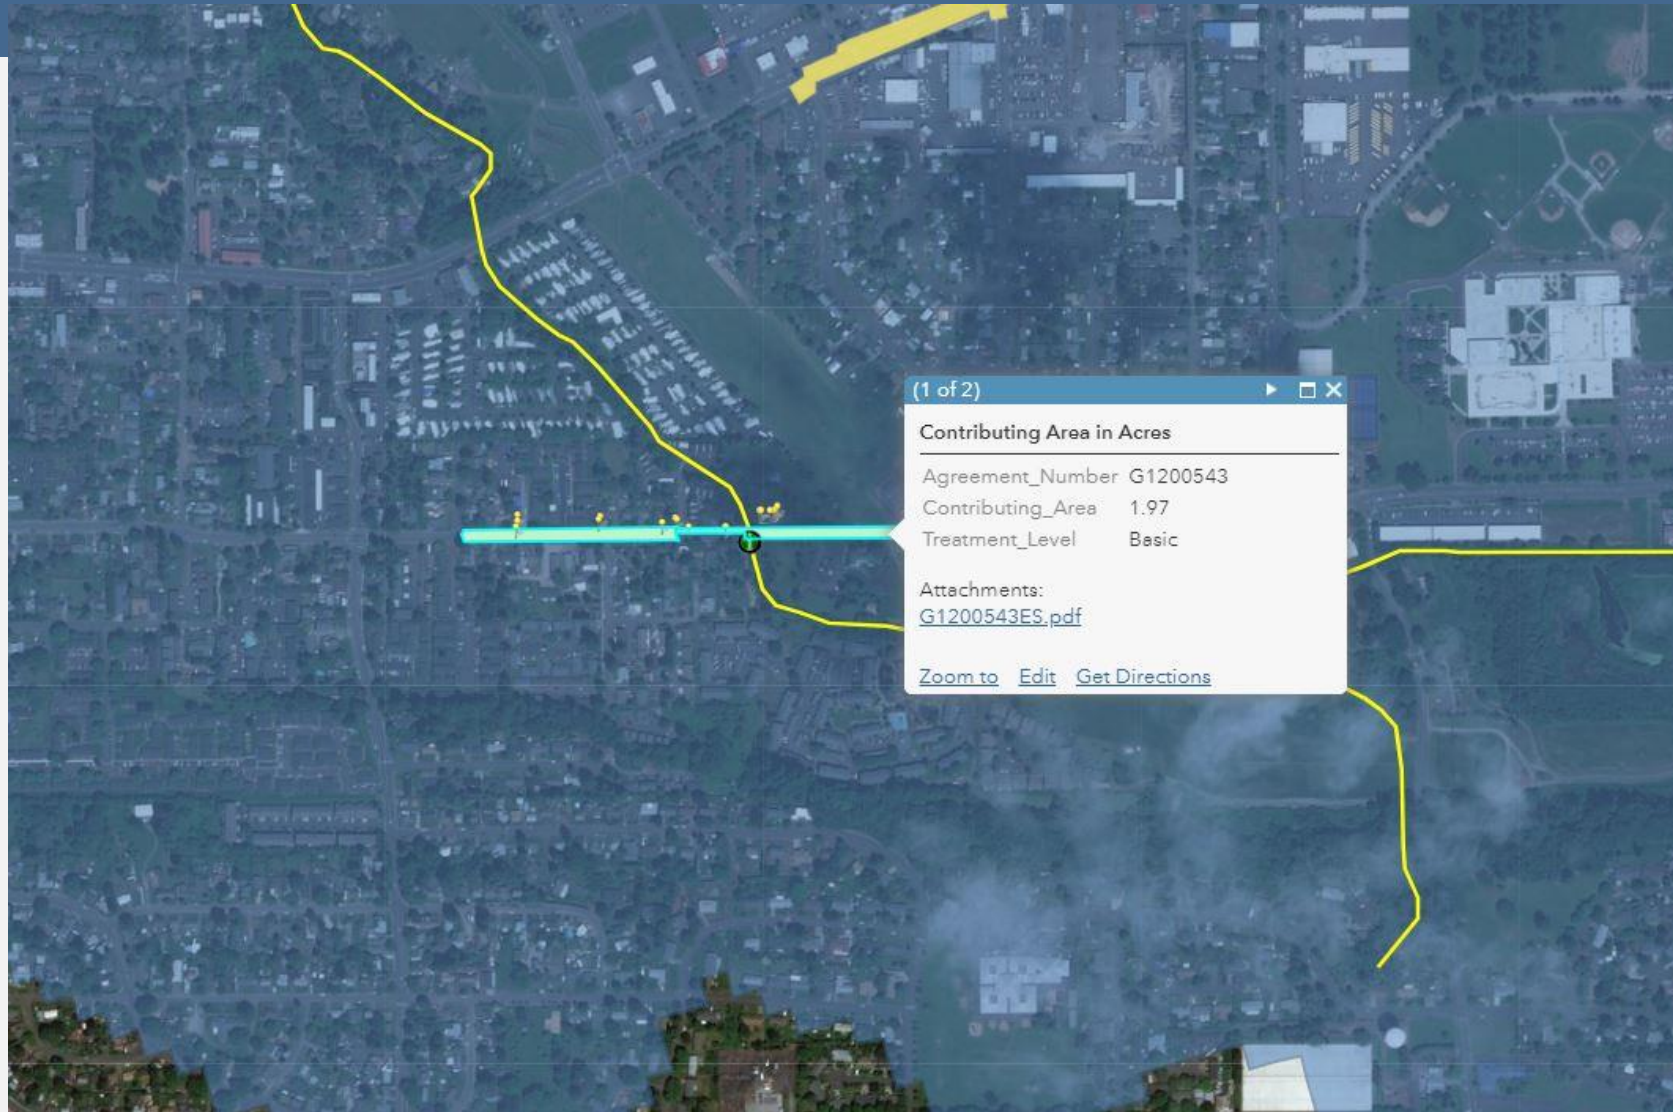 (1 of 2)
Contributing Area in Acres
Agreement_Number G1200543
Contributing_Area 1.97
Treatment_Level Basic
Attachments:
G1200543ES.pdf
Zoom to Edit Get Directions